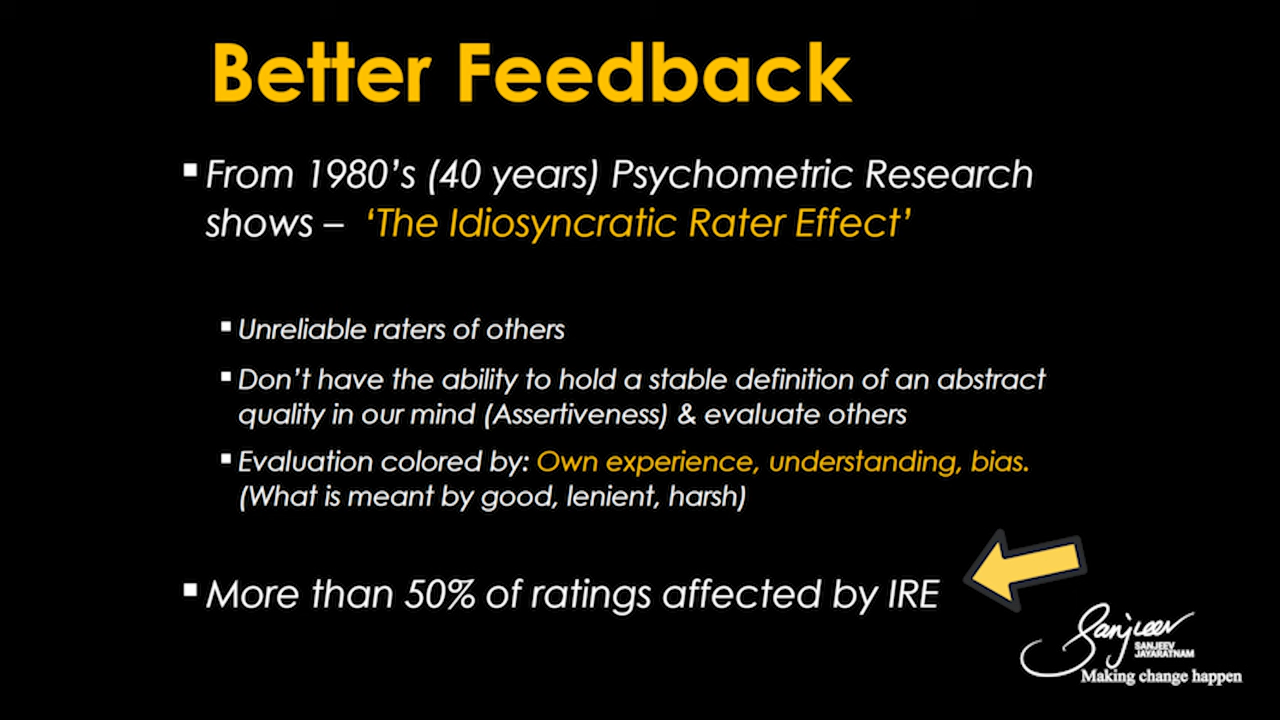 Better Feedback
▪From 1980’s (40 years) Psychometric Research
shows – ‘The Idiosyncratic Rater Effect’
▪Unreliable raters of others
▪Don’t have the ability to hold a stable definition of an abstract
quality in our mind (Assertiveness) & evaluate others
▪Evaluation colored by: Own experience, understanding, bias.
(What is meant by good, lenient, harsh)
▪More than 50% of ratings affected by IRE
Sanjeev
SANJEEV
JAYARATNAM
Making change happen